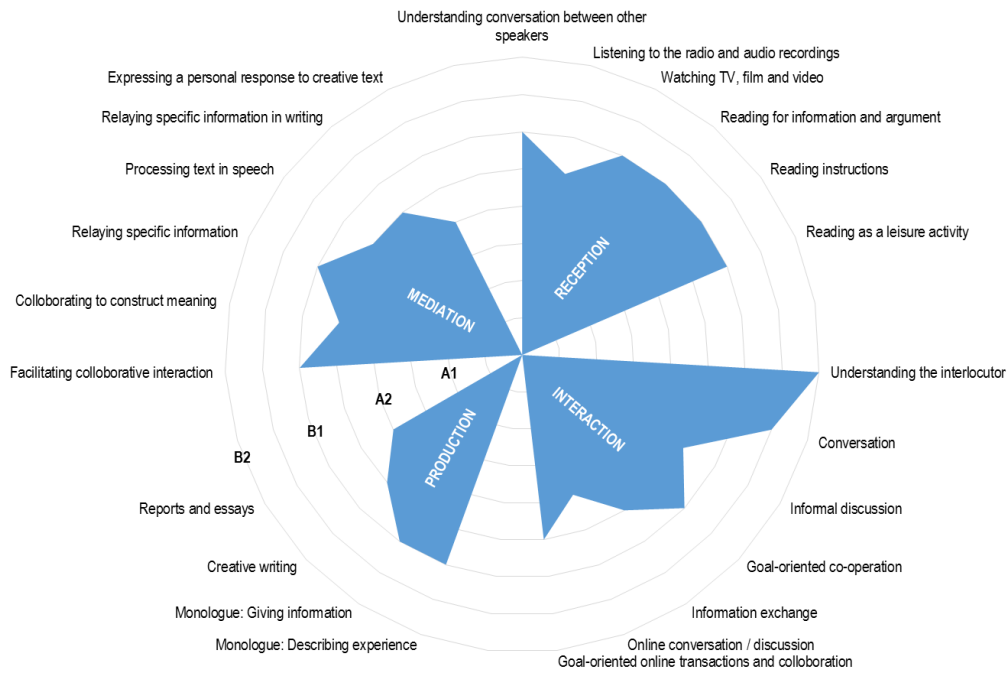 Understanding conversation between other
speakers
Listening to the radio and audio recordings
Watching TV, film and video
Reading for information and argument
Reading instructions
Reading as a leisure activity
Understanding the interlocutor
Conversation
Informal discussion
Goal-oriented co-operation
Information exchange
Online conversation / discussion
Goal-oriented online transactions and colloboration
Monologue: Describing experience
Monologue: Giving information
Creative writing
Reports and essays
Facilitating colloborative interaction
Colloborating to construct meaning
Relaying specific information
Processing text in speech
Relaying specific information in writing
Expressing a personal response to creative text
RECEPTION
INTERACTION
PRODUCTION
MEDIATION
A1
A2
B1
B2